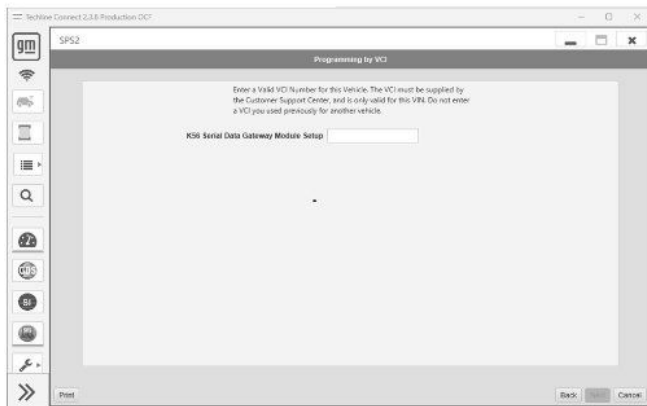 Techline Connect 2.3.8 Production DCF
gm
SPS2
Programming by VCI
Enter a Valid VCI Number for this Vehicle. The VCI must be supplied by
the Customer Support Center, and is only valid for this VIN. Do not enter
a VCI you used previously for another vehicle.
K56 Serial Data Gateway Module Setup
SI
Print
Back
Next
Cancel